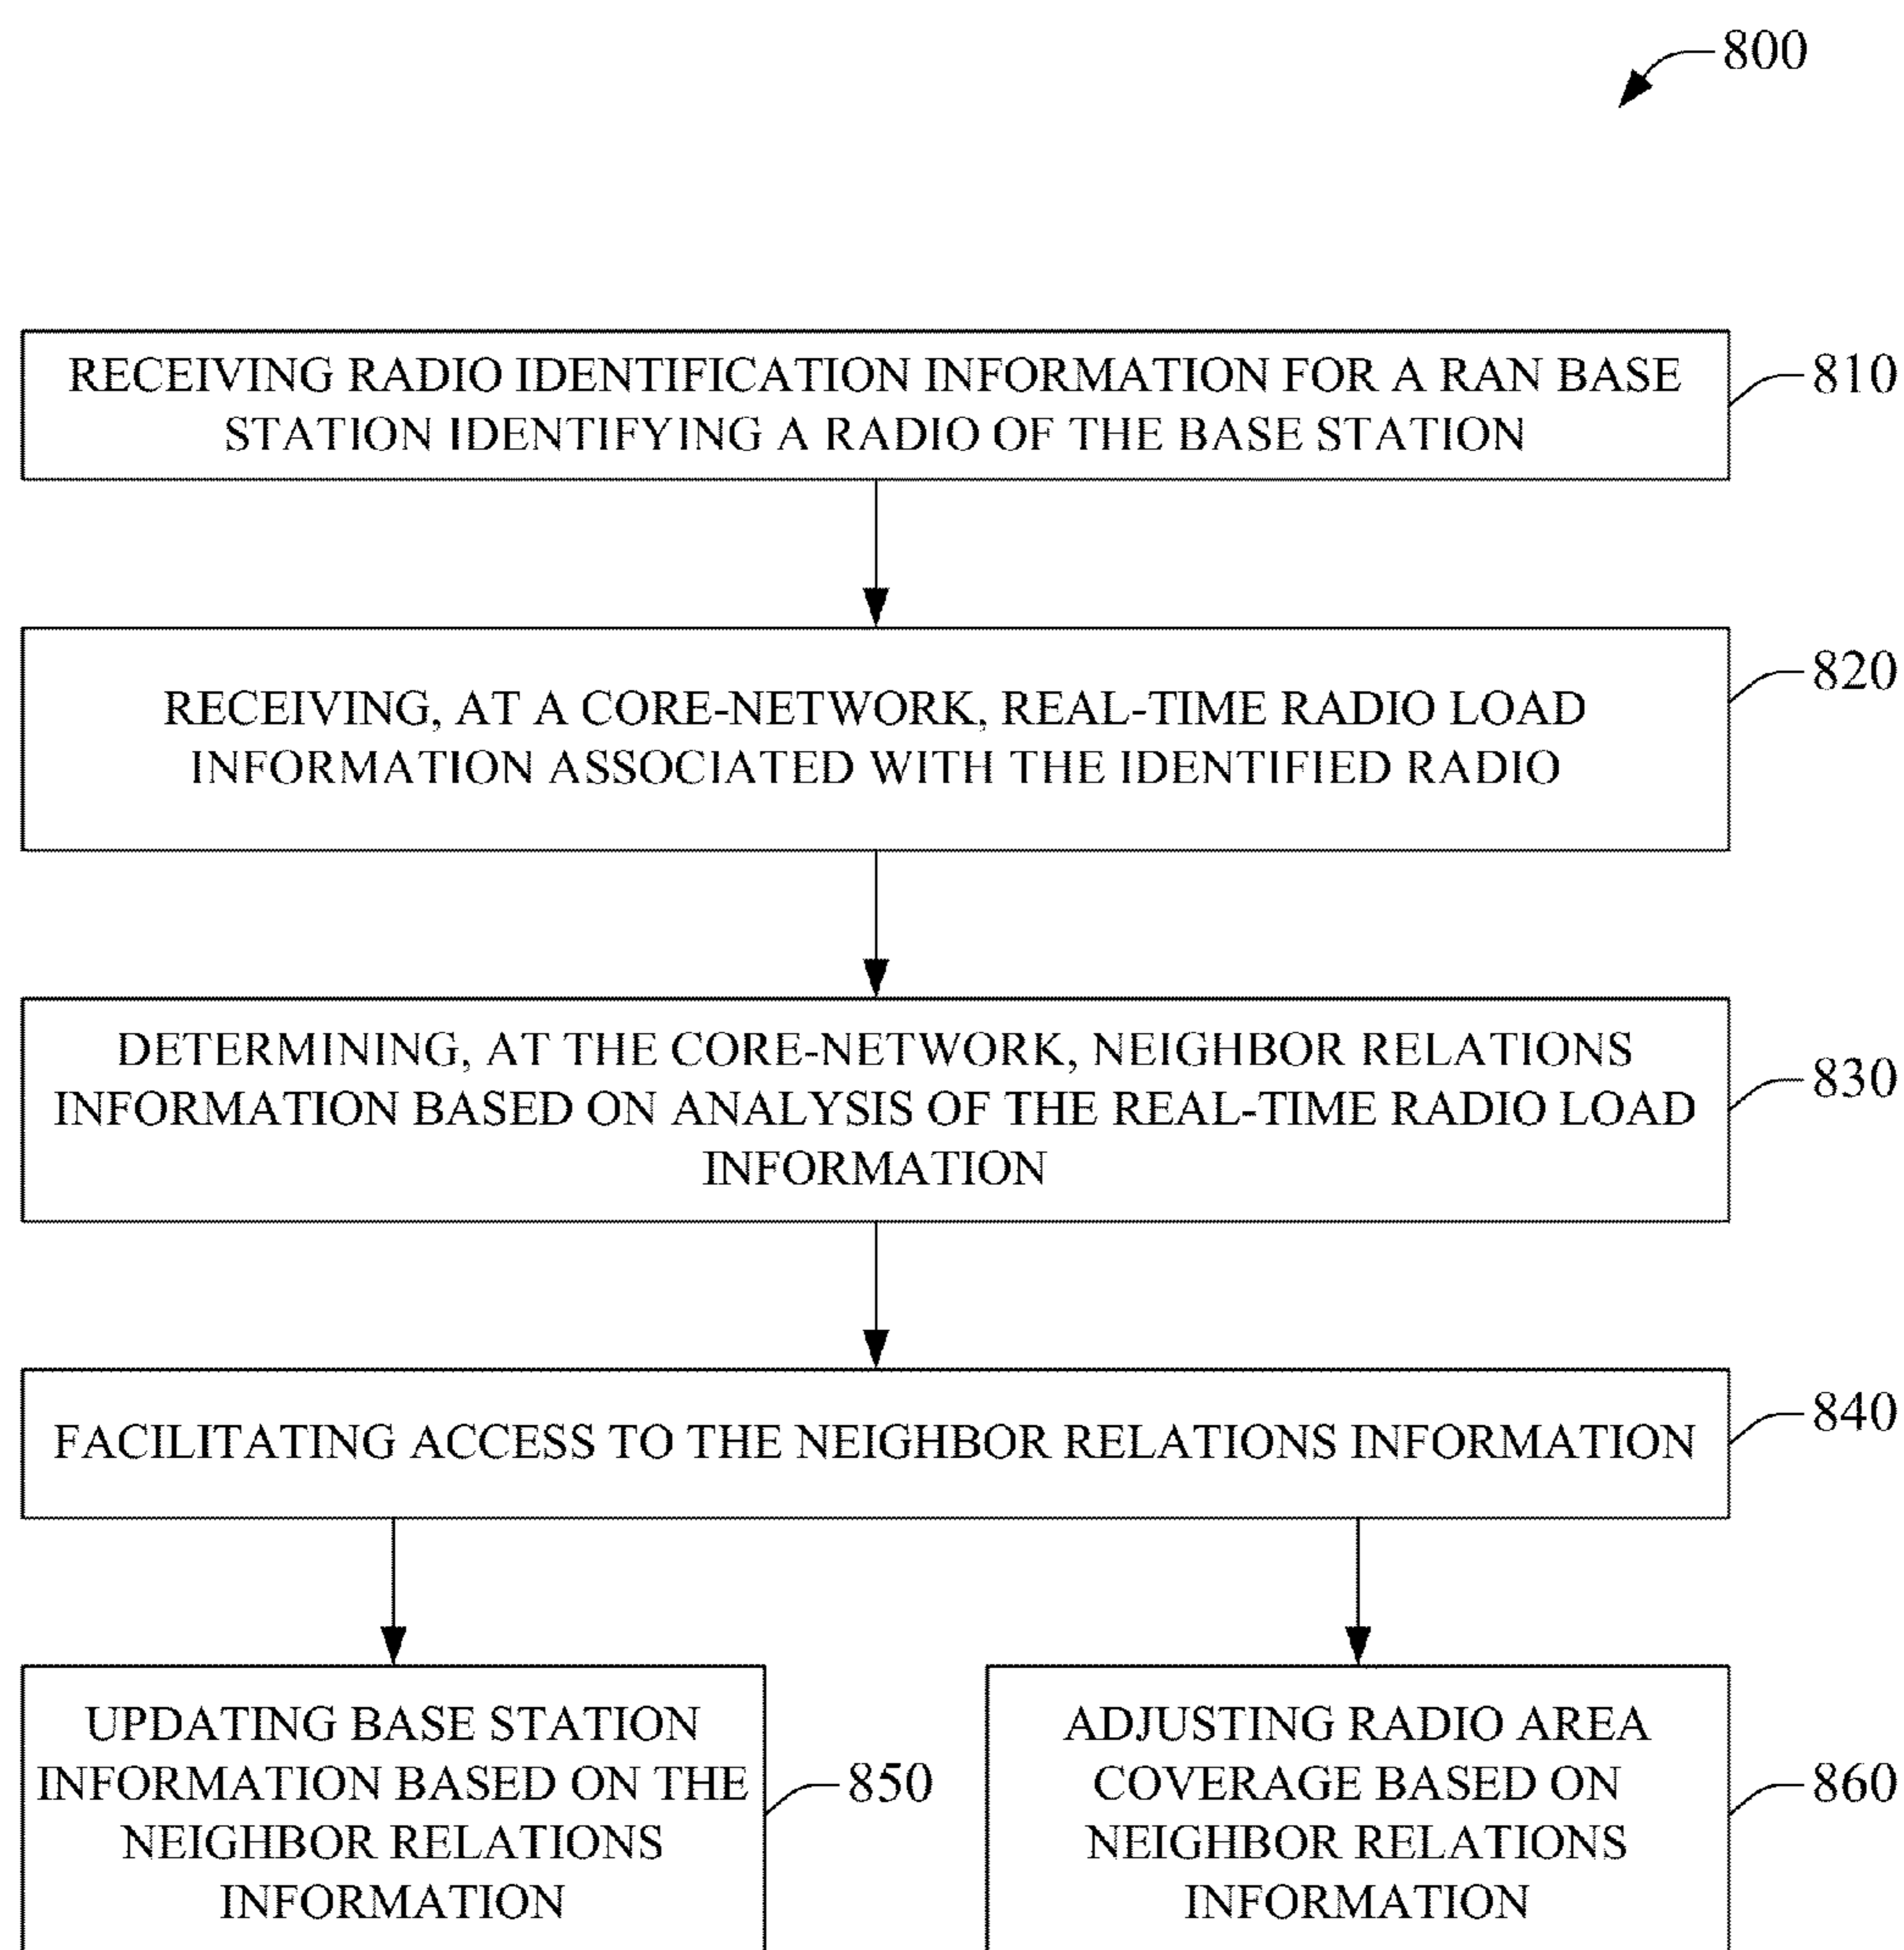 800
RECEIVING RADIO IDENTIFICATION INFORMATION FOR A RAN BASE
STATION IDENTIFYING A RADIO OF THE BASE STATION
810
RECEIVING, AT A CORE-NETWORK, REAL-TIME RADIO LOAD
INFORMATION ASSOCIATED WITH THE IDENTIFIED RADIO
820
DETERMINING, AT THE CORE-NETWORK, NEIGHBOR RELATIONS
INFORMATION BASED ON ANALYSIS OF THE REAL-TIME RADIO LOAD
INFORMATION
830
FACILITATING ACCESS TO THE NEIGHBOR RELATIONS INFORMATION
840
UPDATING BASE STATION
INFORMATION BASED ON THE
NEIGHBOR RELATIONS
INFORMATION
850
ADJUSTING RADIO AREA
COVERAGE BASED ON
NEIGHBOR RELATIONS
INFORMATION
860